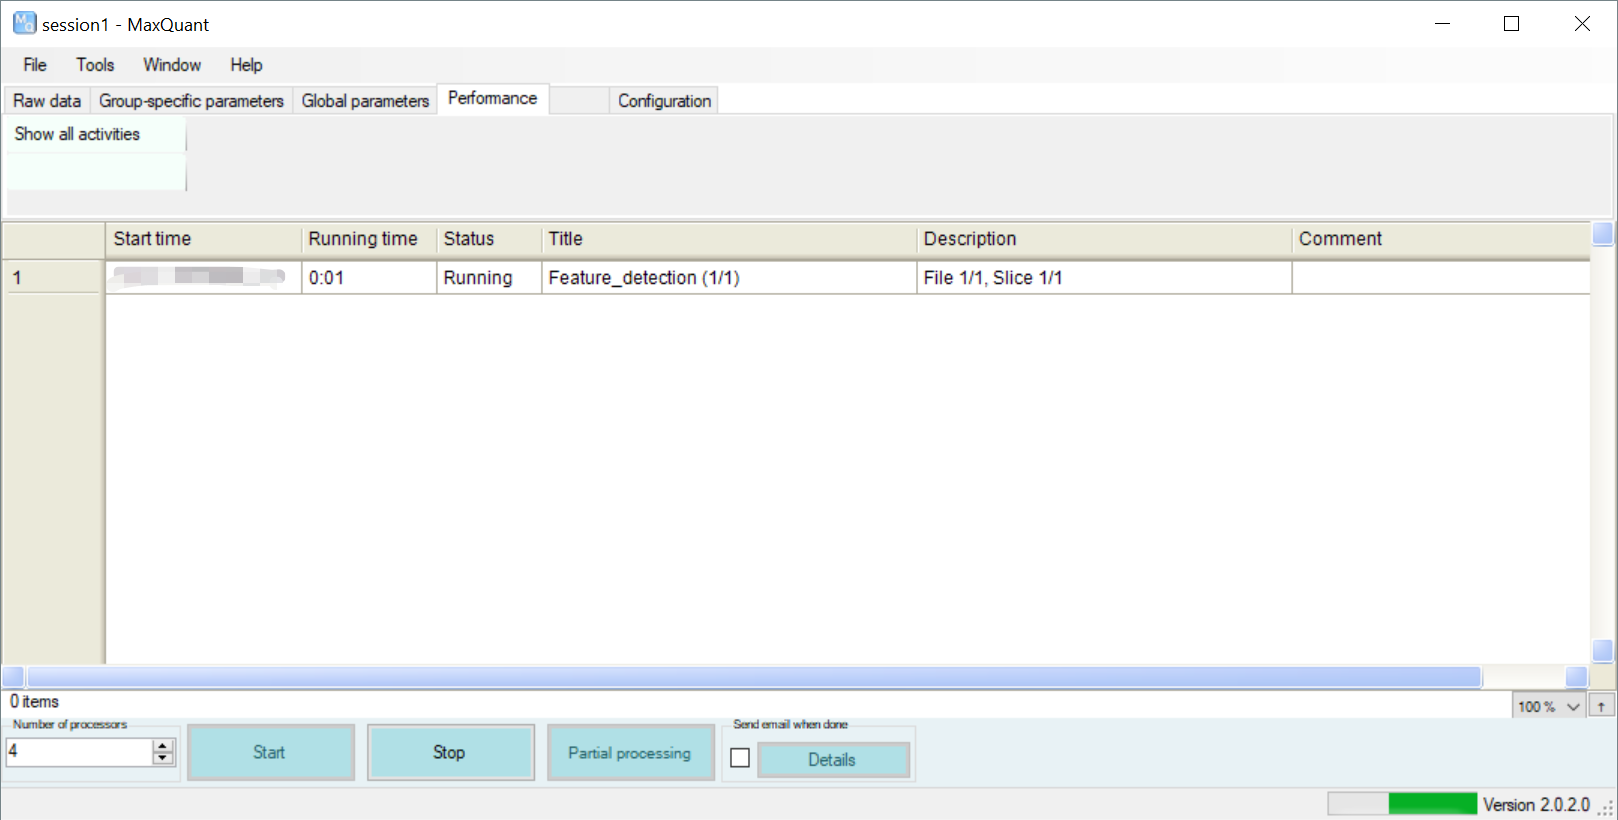 session1 - MaxQuant
File Tools Window Help
Raw data Group-specific parameters Global parameters Performance Configuration
Show all activities
Start time Running time Status Title Description Comment
1 0:01 Running Feature_detection (1/1) File 1/1, Slice 1/1
0 items
100 %
Number of processors
Send email when done
4 Start Stop Partial processing Details
Version 2.0.2.0